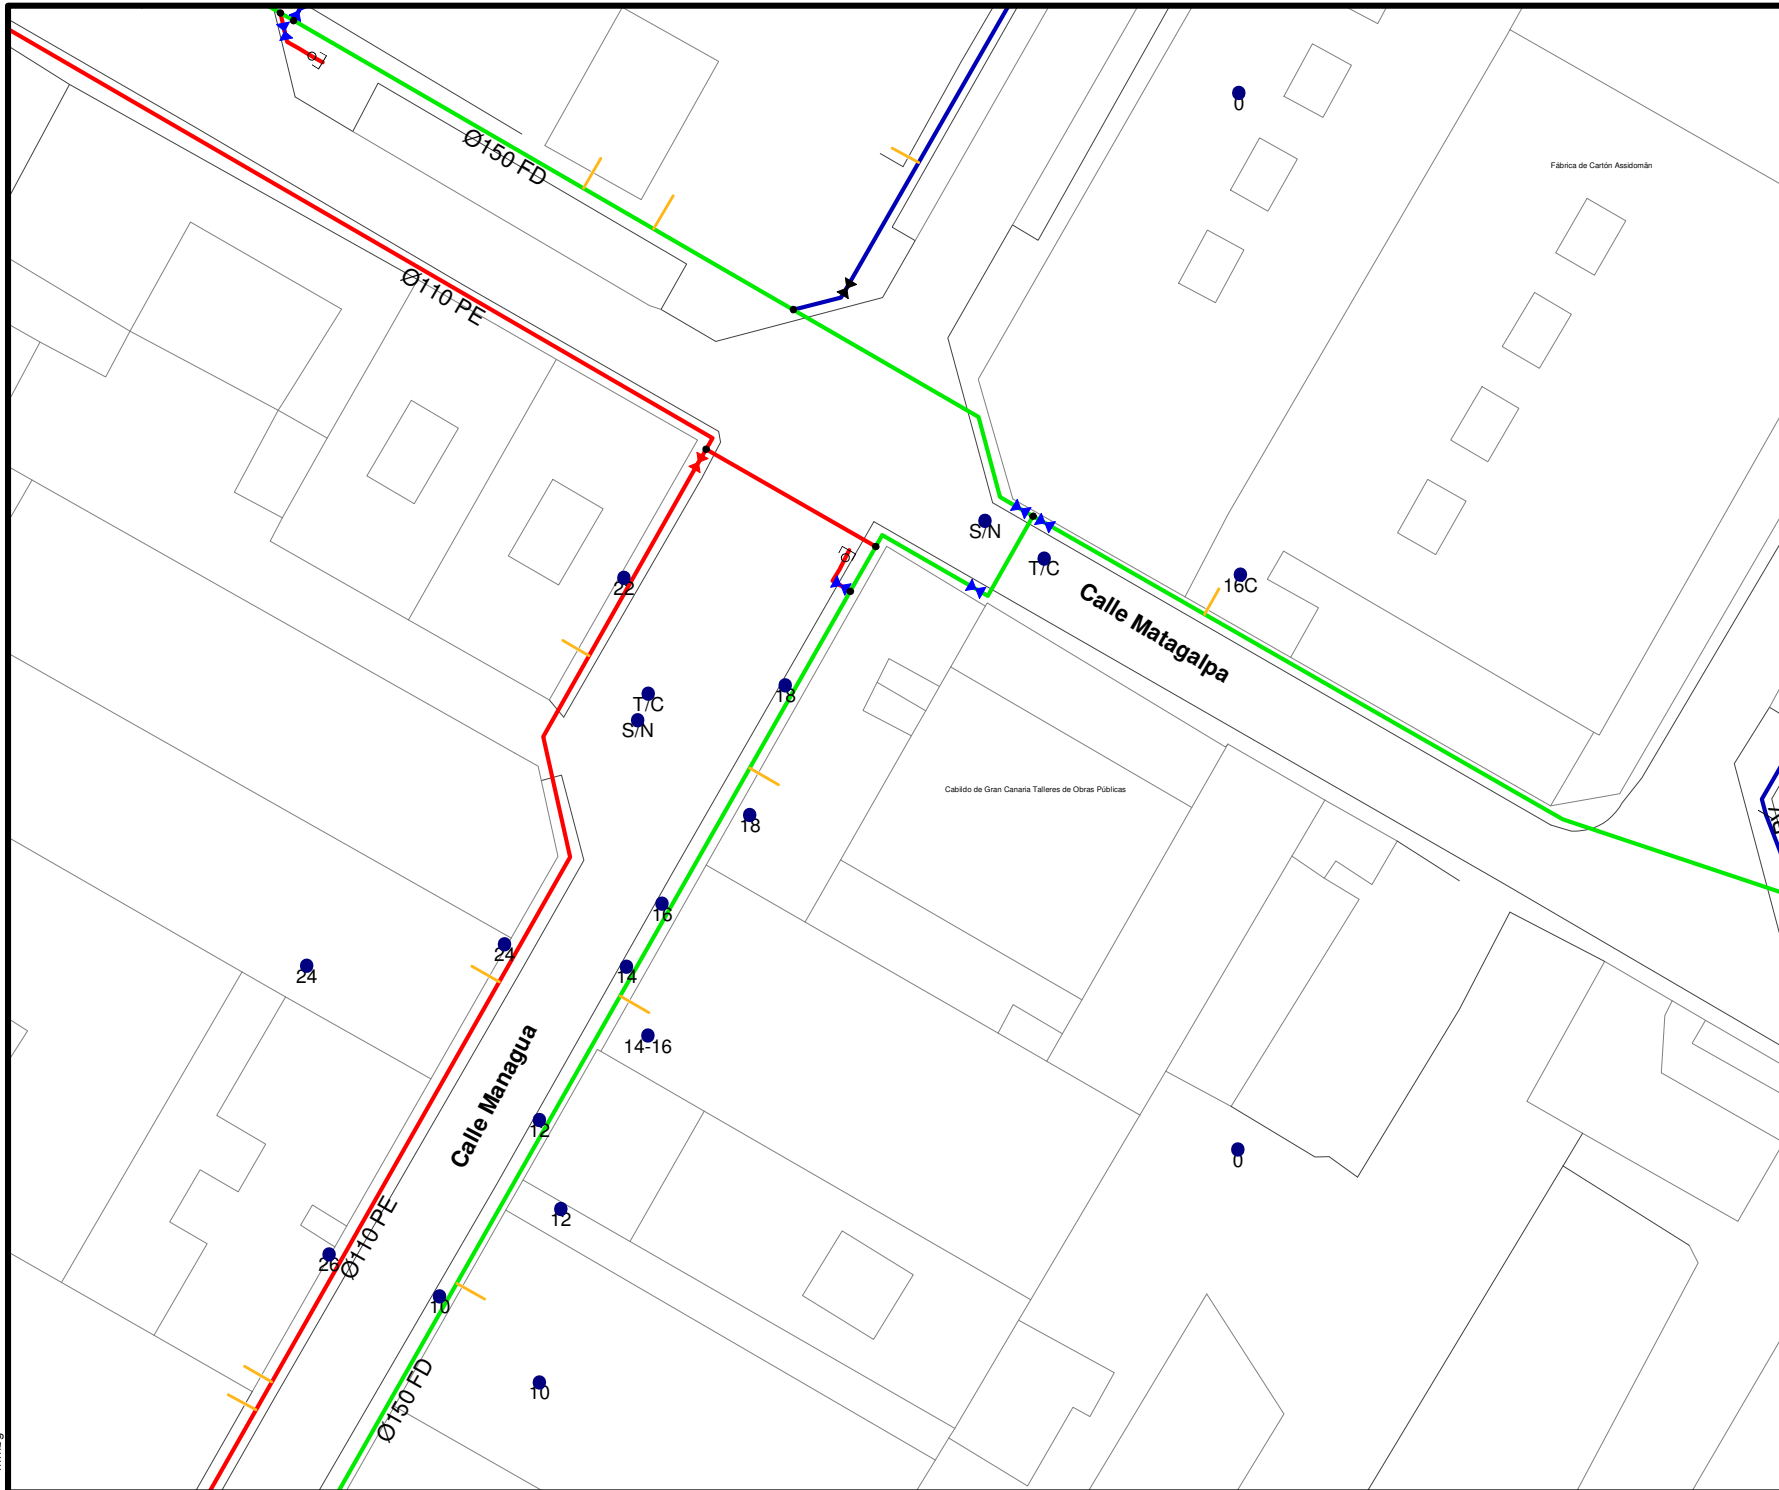 0
Fábrica de Cartón Assidomän
Ø150 FD
Ø110 PE
S/N
T/C
16C
22
Calle Matagalpa
18
T/C
S/N
Cabildo de Gran Canaria Talleres de Obras Públicas
18
16
24
24
14
14-16
Calle Managua
12
0
12
Ø110 PE
26
10
Ø150 FD
10